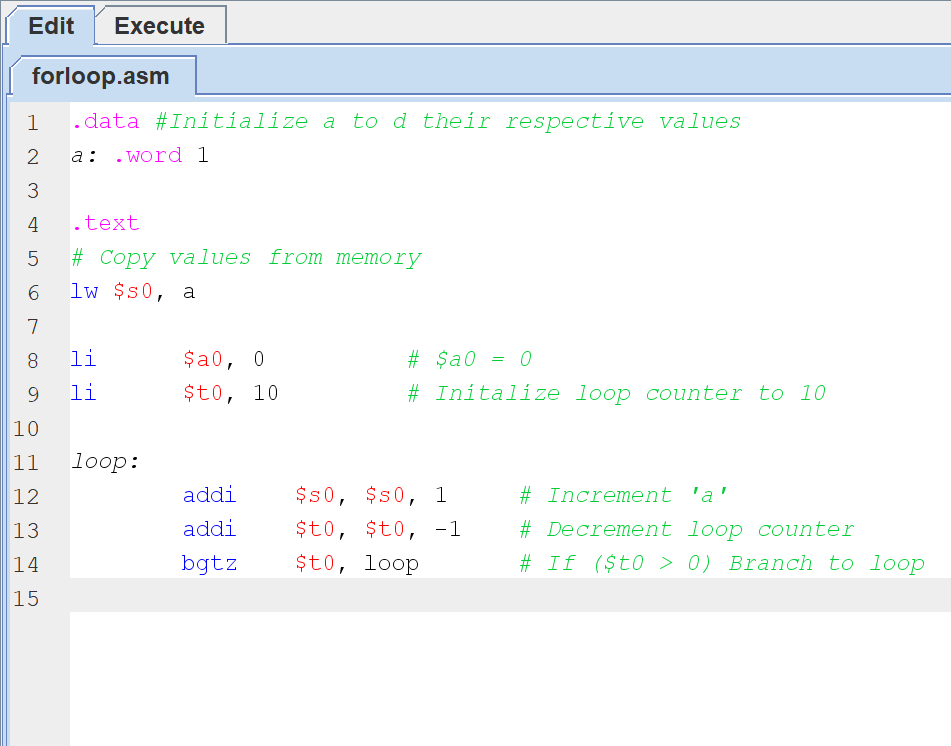 Edit Execute
forloop.asm
1 .data #Initialize a to d their respective values
2 a: .word 1
3
4 .text
5 # Copy values from memory
6 lw $s0, a
7
8 li $a0, 0 # $a0 = 0
9 li $t0, 10 # Initalize loop counter to 10
10
11 loop:
12 addi $s0, $s0, 1 # Increment 'a'
13 addi $t0, $t0, -1 # Decrement loop counter
14 bgtz $t0, loop # If ($t0 > 0) Branch to loop
15